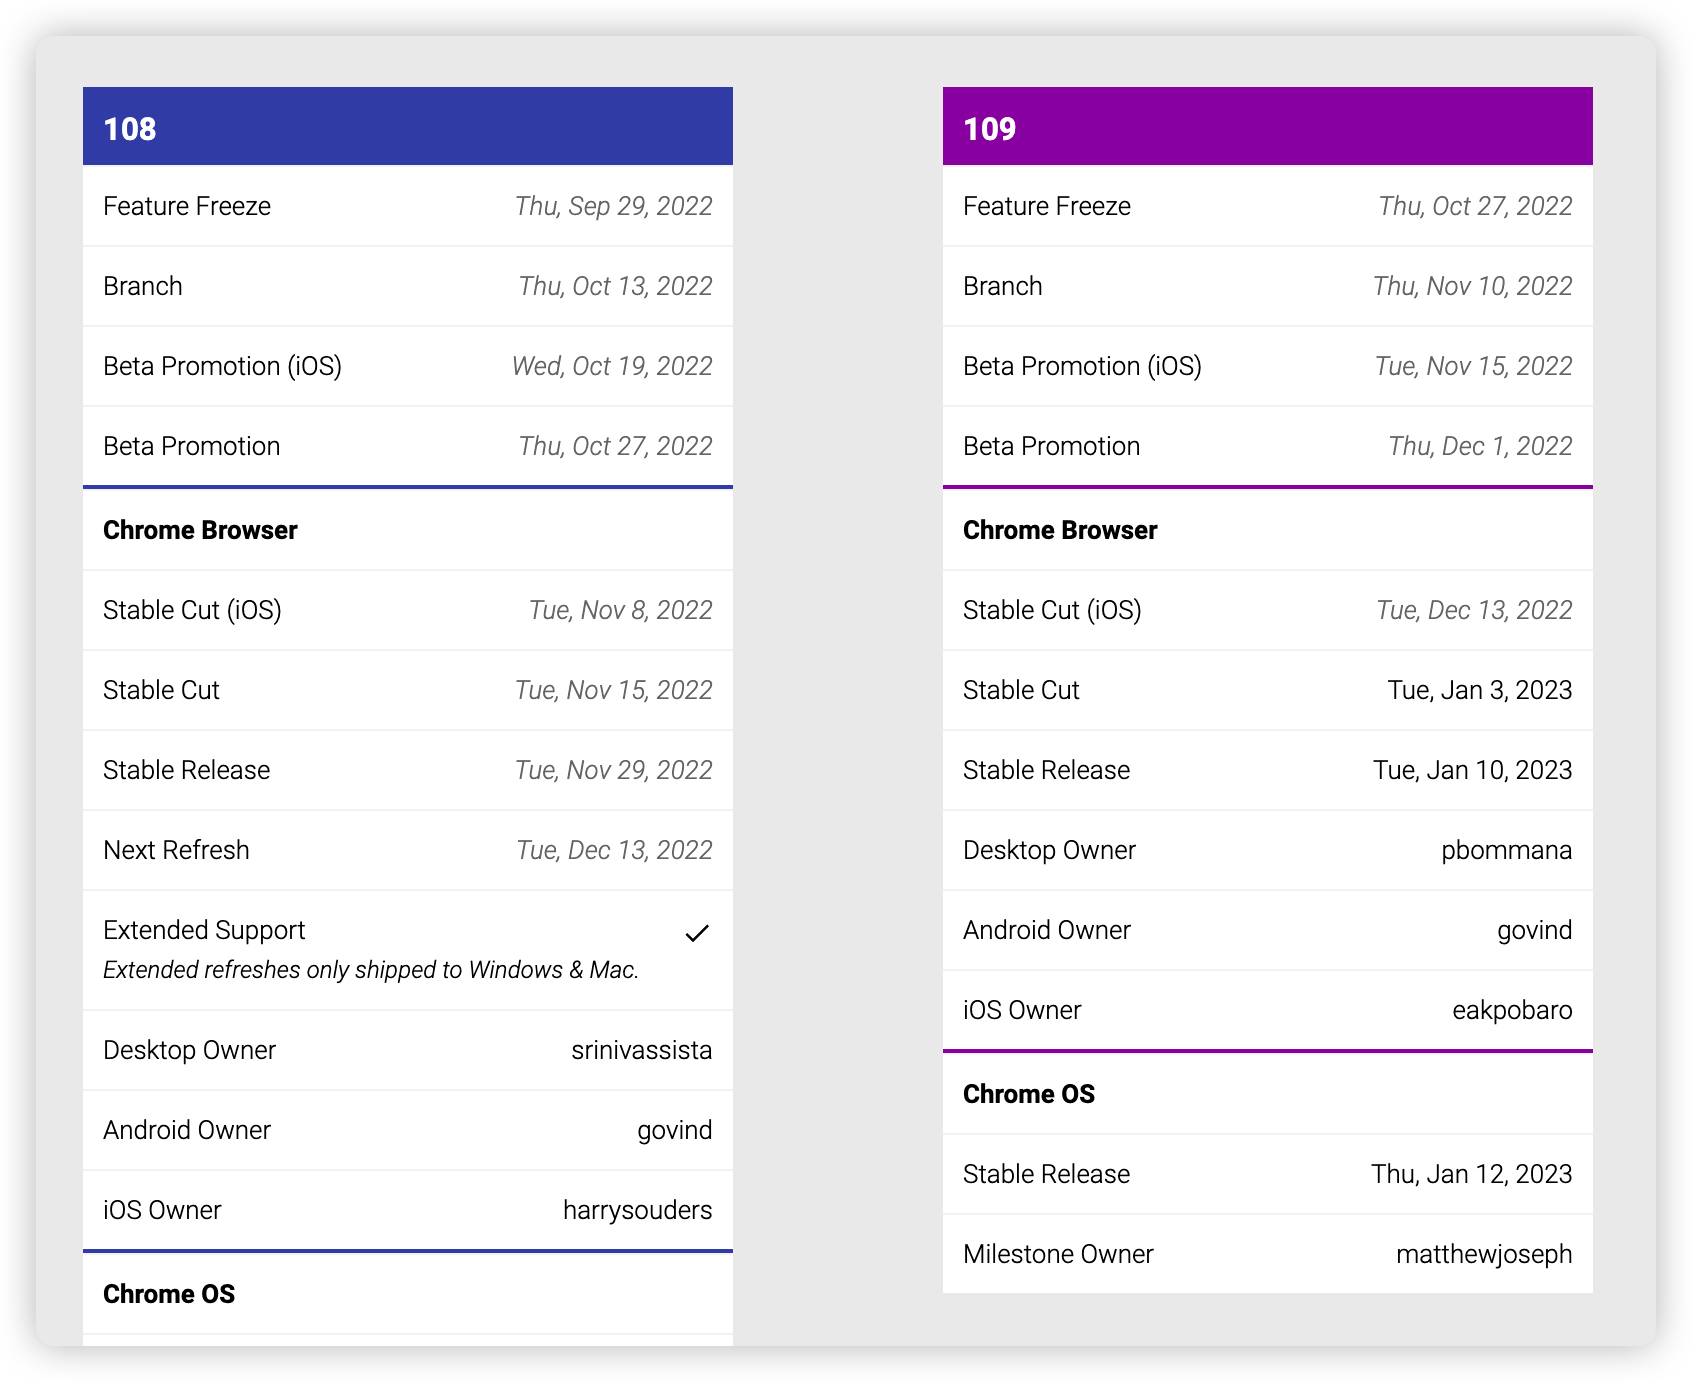 108
Feature Freeze Thu, Sep 29, 2022
Branch Thu, Oct 13, 2022
Beta Promotion (iOS) Wed, Oct 19, 2022
Beta Promotion Thu, Oct 27, 2022
Chrome Browser
Stable Cut (iOS) Tue, Nov 8, 2022
Stable Cut Tue, Nov 15, 2022
Stable Release Tue, Nov 29, 2022
Next Refresh Tue, Dec 13, 2022
Extended Support ✓
Extended refreshes only shipped to Windows & Mac.
Desktop Owner srinivassista
Android Owner govind
iOS Owner harrysouders
Chrome OS
109
Feature Freeze Thu, Oct 27, 2022
Branch Thu, Nov 10, 2022
Beta Promotion (iOS) Tue, Nov 15, 2022
Beta Promotion Thu, Dec 1, 2022
Chrome Browser
Stable Cut (iOS) Tue, Dec 13, 2022
Stable Cut Tue, Jan 3, 2023
Stable Release Tue, Jan 10, 2023
Desktop Owner pbommana
Android Owner govind
iOS Owner eakpobaro
Chrome OS
Stable Release Thu, Jan 12, 2023
Milestone Owner matthewjoseph